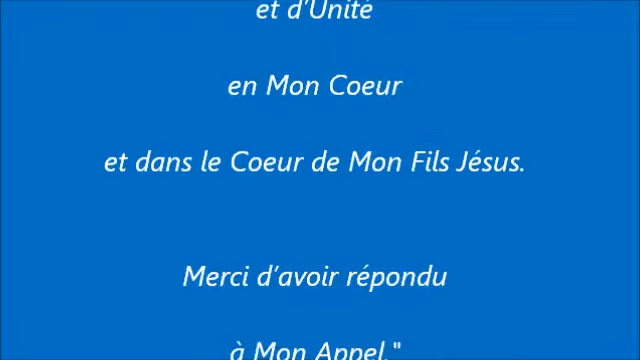 et d'Unité
en Mon Coeur
et dans le Coeur de Mon Fils Jésus.
Merci d'avoir répondu
à Mon Appel."